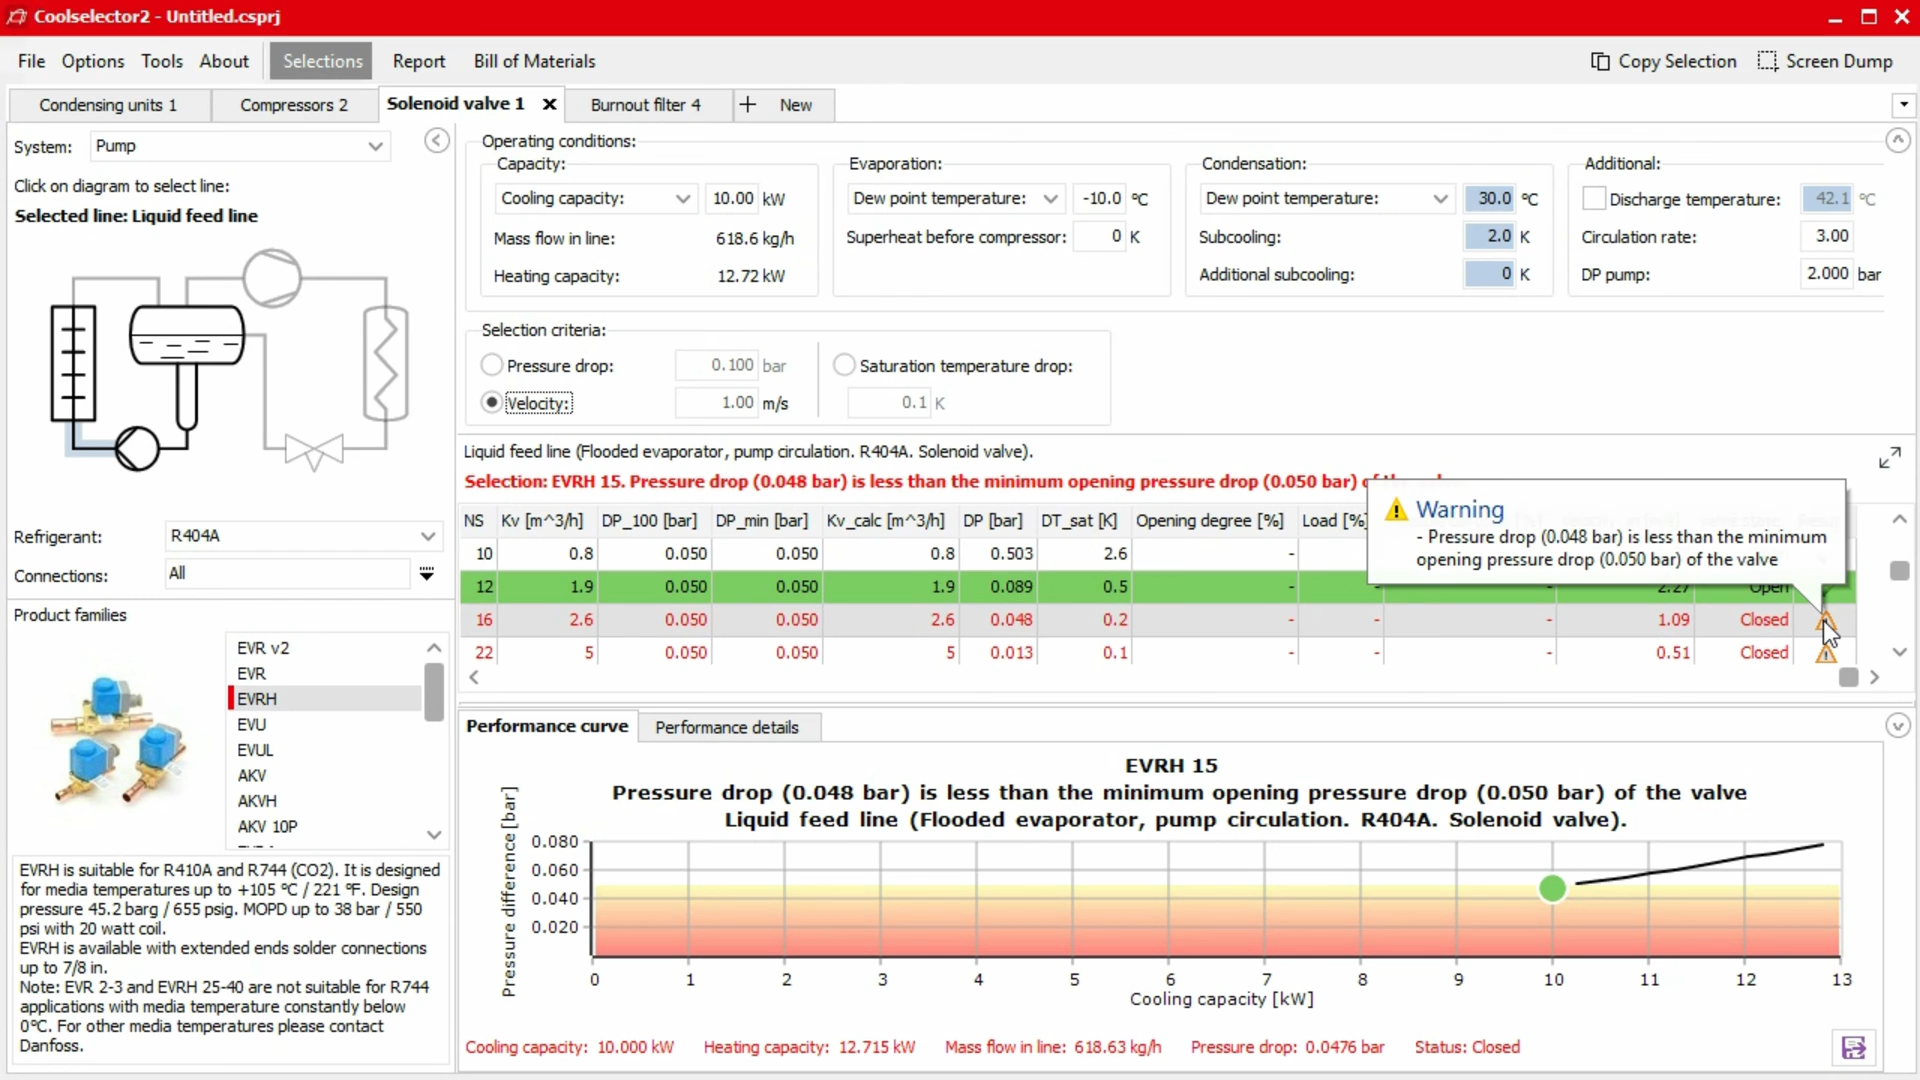 Coolselector2 - Untitled.csprj
File Options Tools About Selections Report Bill of Materials Copy Selection Screen Dump
Condensing units 1 Compressors 2 Solenoid valve 1 Burnout filter 4 + New
System: Pump
Click on diagram to select line:
Selected line: Liquid feed line
Refrigerant: R404A
Connections: All
Product families
EVR v2
EVR
EVRH
EVU
EVUL
AKV
AKVH
AKV 10P
EVRH is suitable for R410A and R744 (CO2). It is designed
for media temperatures up to +105 °C / 221 °F. Design
pressure 45.2 barg / 655 psig. MOPD up to 38 bar / 550
psi with 20 watt coil.
EVRH is available with extended ends solder connections
up to 7/8 in.
Note: EVR 2-3 and EVRH 25-40 are not suitable for R744
applications with media temperature constantly below
0°C. For other media temperatures please contact
Danfoss.
Operating conditions:
Capacity:
Cooling capacity: 10.00 kW
Mass flow in line: 618.6 kg/h
Heating capacity: 12.72 kW
Evaporation:
Dew point temperature: -10.0 °C
Superheat before compressor: 0 K
Condensation:
Dew point temperature: 30.0 °C
Subcooling: 2.0 K
Additional subcooling: 0 K
Additional:
Discharge temperature: 42.1 °C
Circulation rate: 3.00
DP pump: 2.000 bar
Selection criteria:
Pressure drop: 0.100 bar
Saturation temperature drop:
Velocity: 1.00 m/s
0.1 K
Liquid feed line (Flooded evaporator, pump circulation. R404A. Solenoid valve).
Selection: EVRH 15. Pressure drop (0.048 bar) is less than the minimum opening pressure drop (0.050 bar)
Warning
- Pressure drop (0.048 bar) is less than the minimum
opening pressure drop (0.050 bar) of the valve
NS Kv [m^3/h] DP_100 [bar] DP_min [bar] Kv_calc [m^3/h] DP [bar] DT_sat [K] Opening degree [%] Load [%]
10 0.8 0.050 0.050 0.8 0.503 2.6 -
12 1.9 0.050 0.050 1.9 0.089 0.5 - - - - 2.27 Open
16 2.6 0.050 0.050 2.6 0.048 0.2 - - - - 1.09 Closed
22 5 0.050 0.050 5 0.013 0.1 - - - - 0.51 Closed
Performance curve Performance details
EVRH 15
Pressure drop (0.048 bar) is less than the minimum opening pressure drop (0.050 bar) of the valve
Liquid feed line (Flooded evaporator, pump circulation. R404A. Solenoid valve).
Pressure difference [bar]
0.080
0.060
0.040
0.020
0 1 2 3 4 5 6 7 8 9 10 11 12 13
Cooling capacity [kW]
Cooling capacity: 10.000 kW Heating capacity: 12.715 kW Mass flow in line: 618.63 kg/h Pressure drop: 0.0476 bar Status: Closed